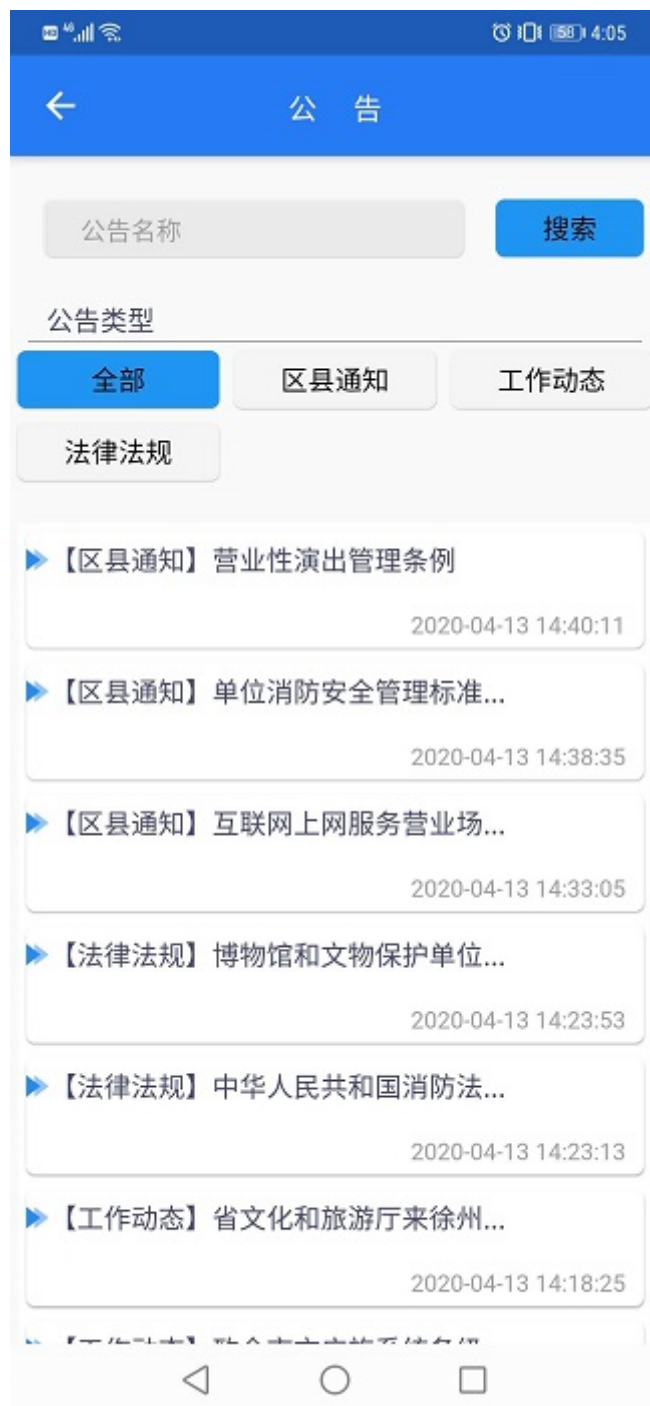 HD 4G 58 4:05
公 告
公告名称 搜索
公告类型
全部 区县通知 工作动态
法律法规
【区县通知】营业性演出管理条例
2020-04-13 14:40:11
【区县通知】单位消防安全管理标准...
2020-04-13 14:38:35
【区县通知】互联网上网服务营业场...
2020-04-13 14:33:05
【法律法规】博物馆和文物保护单位...
2020-04-13 14:23:53
【法律法规】中华人民共和国消防法...
2020-04-13 14:23:13
【工作动态】省文化和旅游厅来徐州...
2020-04-13 14:18:25
【工作动态】